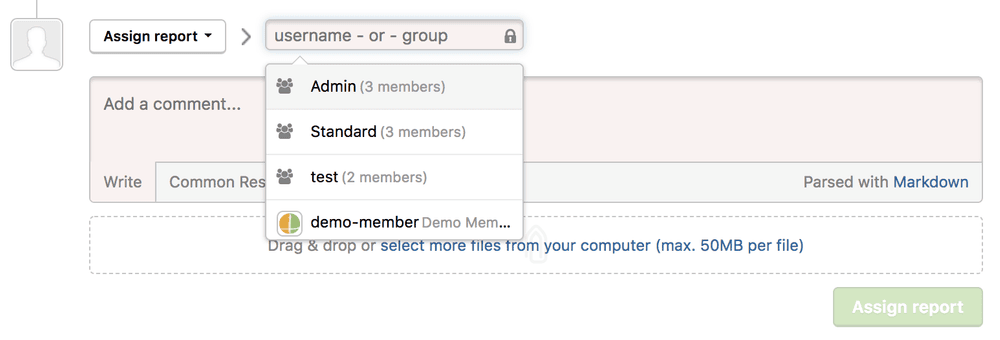 Assign report
username - or - group
Admin (3 members)
Add a comment...
Standard (3 members)
test (2 members)
Write
Common Res
Parsed with Markdown
demo-member Demo Mem...
Drag & drop or select more files from your computer (max. 50MB per file)
Assign report